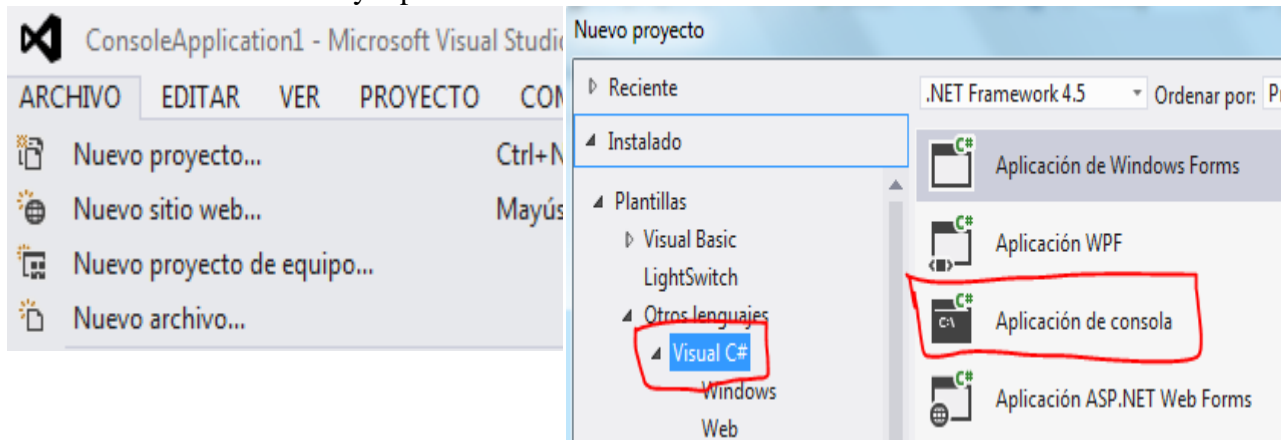 ConsoleApplication1 - Microsoft Visual Studio
ARCHIVO EDITAR VER PROYECTO
Nuevo proyecto... Ctrl+N
Nuevo sitio web... Mayús
Nuevo proyecto de equipo...
Nuevo archivo...
Nuevo proyecto
Reciente
.NET Framework 4.5 Ordenar por:
Instalado
Plantillas
Visual Basic
LightSwitch
Otros lenguajes
Visual C#
Windows
Web
C# Aplicación de Windows Forms
C# Aplicación WPF
C# C:\ Aplicación de consola
C# Aplicación ASP.NET Web Forms